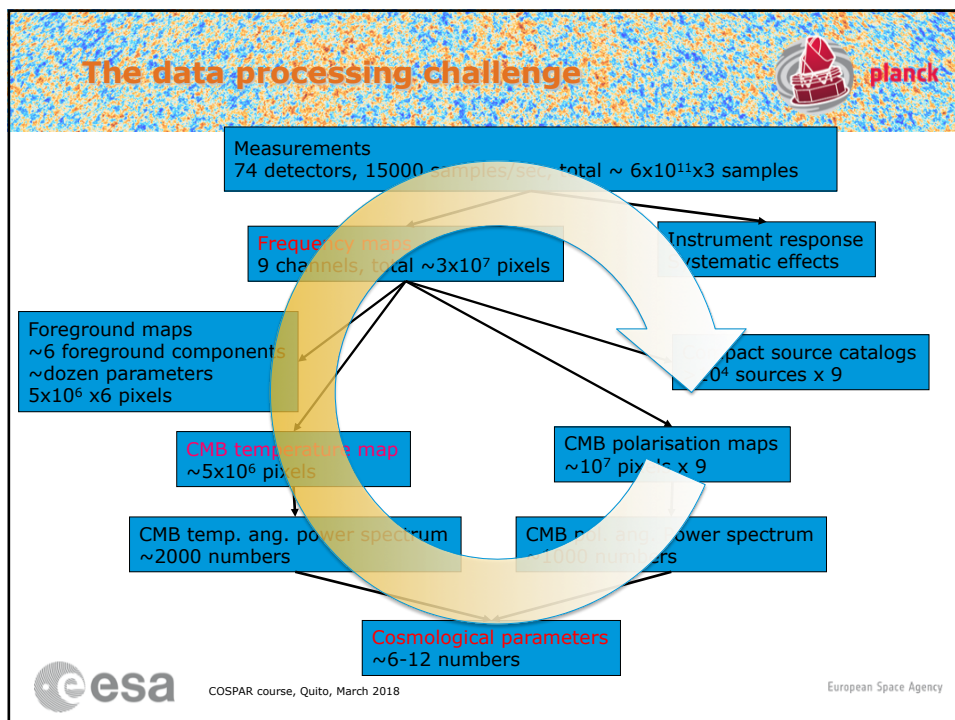 The data processing challenge
planck
Measurements
74 detectors, 15000 samples/sec, total ~ 6x10¹¹x3 samples
Frequency maps
9 channels, total ~3x10⁷ pixels
Instrument response
systematic effects
Foreground maps
~6 foreground components
~dozen parameters
5x10⁶ x6 pixels
source catalogs
sources x 9
CMB temperature map
~5x10⁶ pixels
CMB polarisation maps
~10⁷ pixels x 9
CMB temp. ang. power spectrum
~2000 numbers
CMB pol. ang. power spectrum
~1000 numbers
Cosmological parameters
~6-12 numbers
esa
COSPAR course, Quito, March 2018
European Space Agency